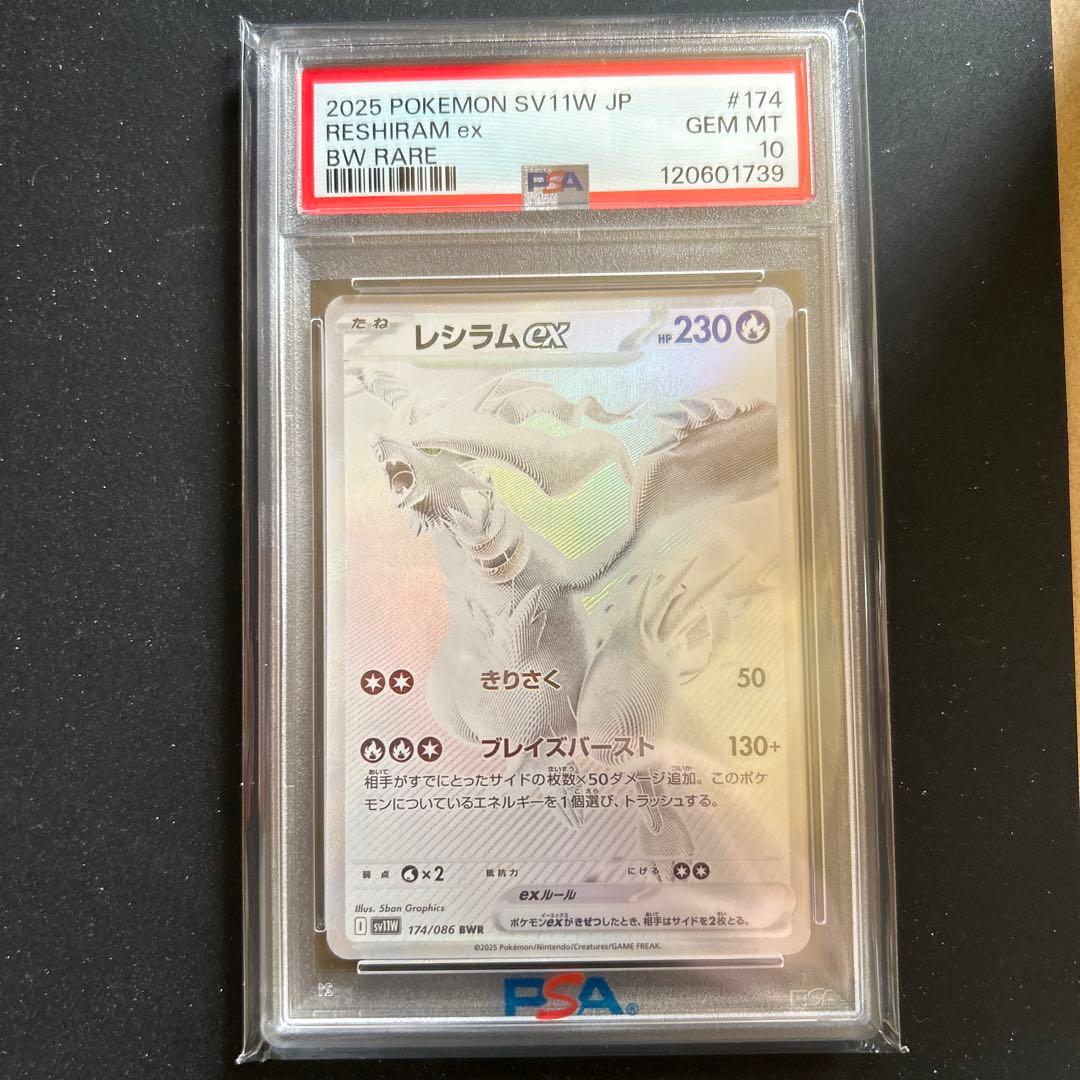 2025 POKEMON SV11W JP #174
RESHIRAM ex GEM MT
BW RARE 10
PSA 120601739
たね レシラムex HP230
きりさく 50
ブレイズバースト 130+
相手がすでにとったサイドの枚数×50ダメージ追加。このポケ
モンについているエネルギーを1個選び、トラッシュする。
弱点 ×2 抵抗力 にげる
exルール
ポケモンexがきぜつしたとき、相手はサイドを2枚とる。
Illus. 5ban Graphics
I sv11W 174/086 BWR
©2025 Pokémon/Nintendo/Creatures/GAME FREAK.
PSA®